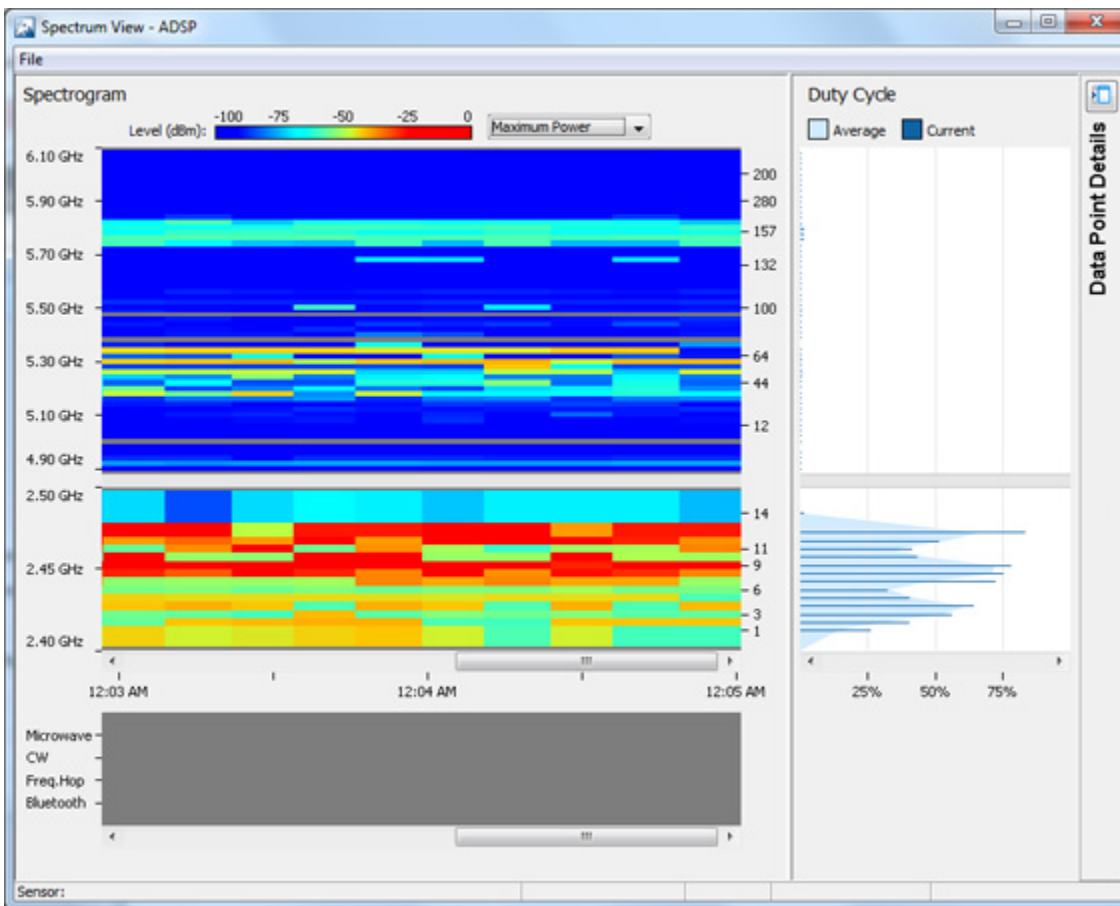 Spectrum View - ADSP
File
Spectrogram
Level (dBm):
-100 -75 -50 -25 0
Maximum Power
6.10 GHz
5.90 GHz
5.70 GHz
5.50 GHz
5.30 GHz
5.10 GHz
4.90 GHz
200
280
157
132
100
64
44
12
2.50 GHz
2.45 GHz
2.40 GHz
14
11
9
6
3
1
12:03 AM 12:04 AM 12:05 AM
Microwave
CW
Freq.Hop
Bluetooth
Duty Cycle
Average Current
25% 50% 75%
Data Point Details
Sensor: